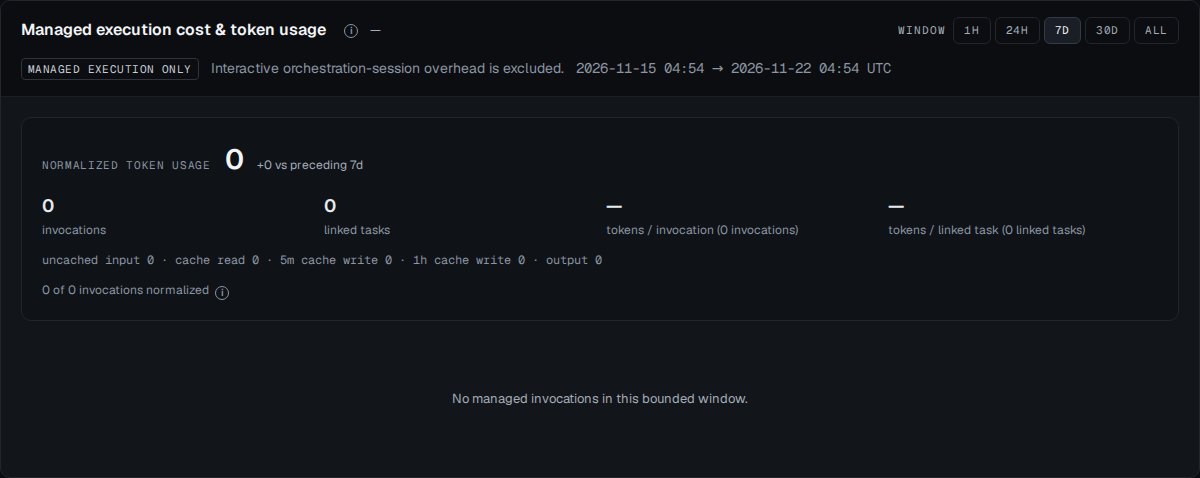 Managed execution cost & token usage ⓘ — WINDOW 1H 24H 7D 30D ALL
MANAGED EXECUTION ONLY Interactive orchestration-session overhead is excluded. 2026-11-15 04:54 → 2026-11-22 04:54 UTC
NORMALIZED TOKEN USAGE 0 +0 vs preceding 7d
0 0 — —
invocations linked tasks tokens / invocation (0 invocations) tokens / linked task (0 linked tasks)
uncached input 0 · cache read 0 · 5m cache write 0 · 1h cache write 0 · output 0
0 of 0 invocations normalized ⓘ
No managed invocations in this bounded window.